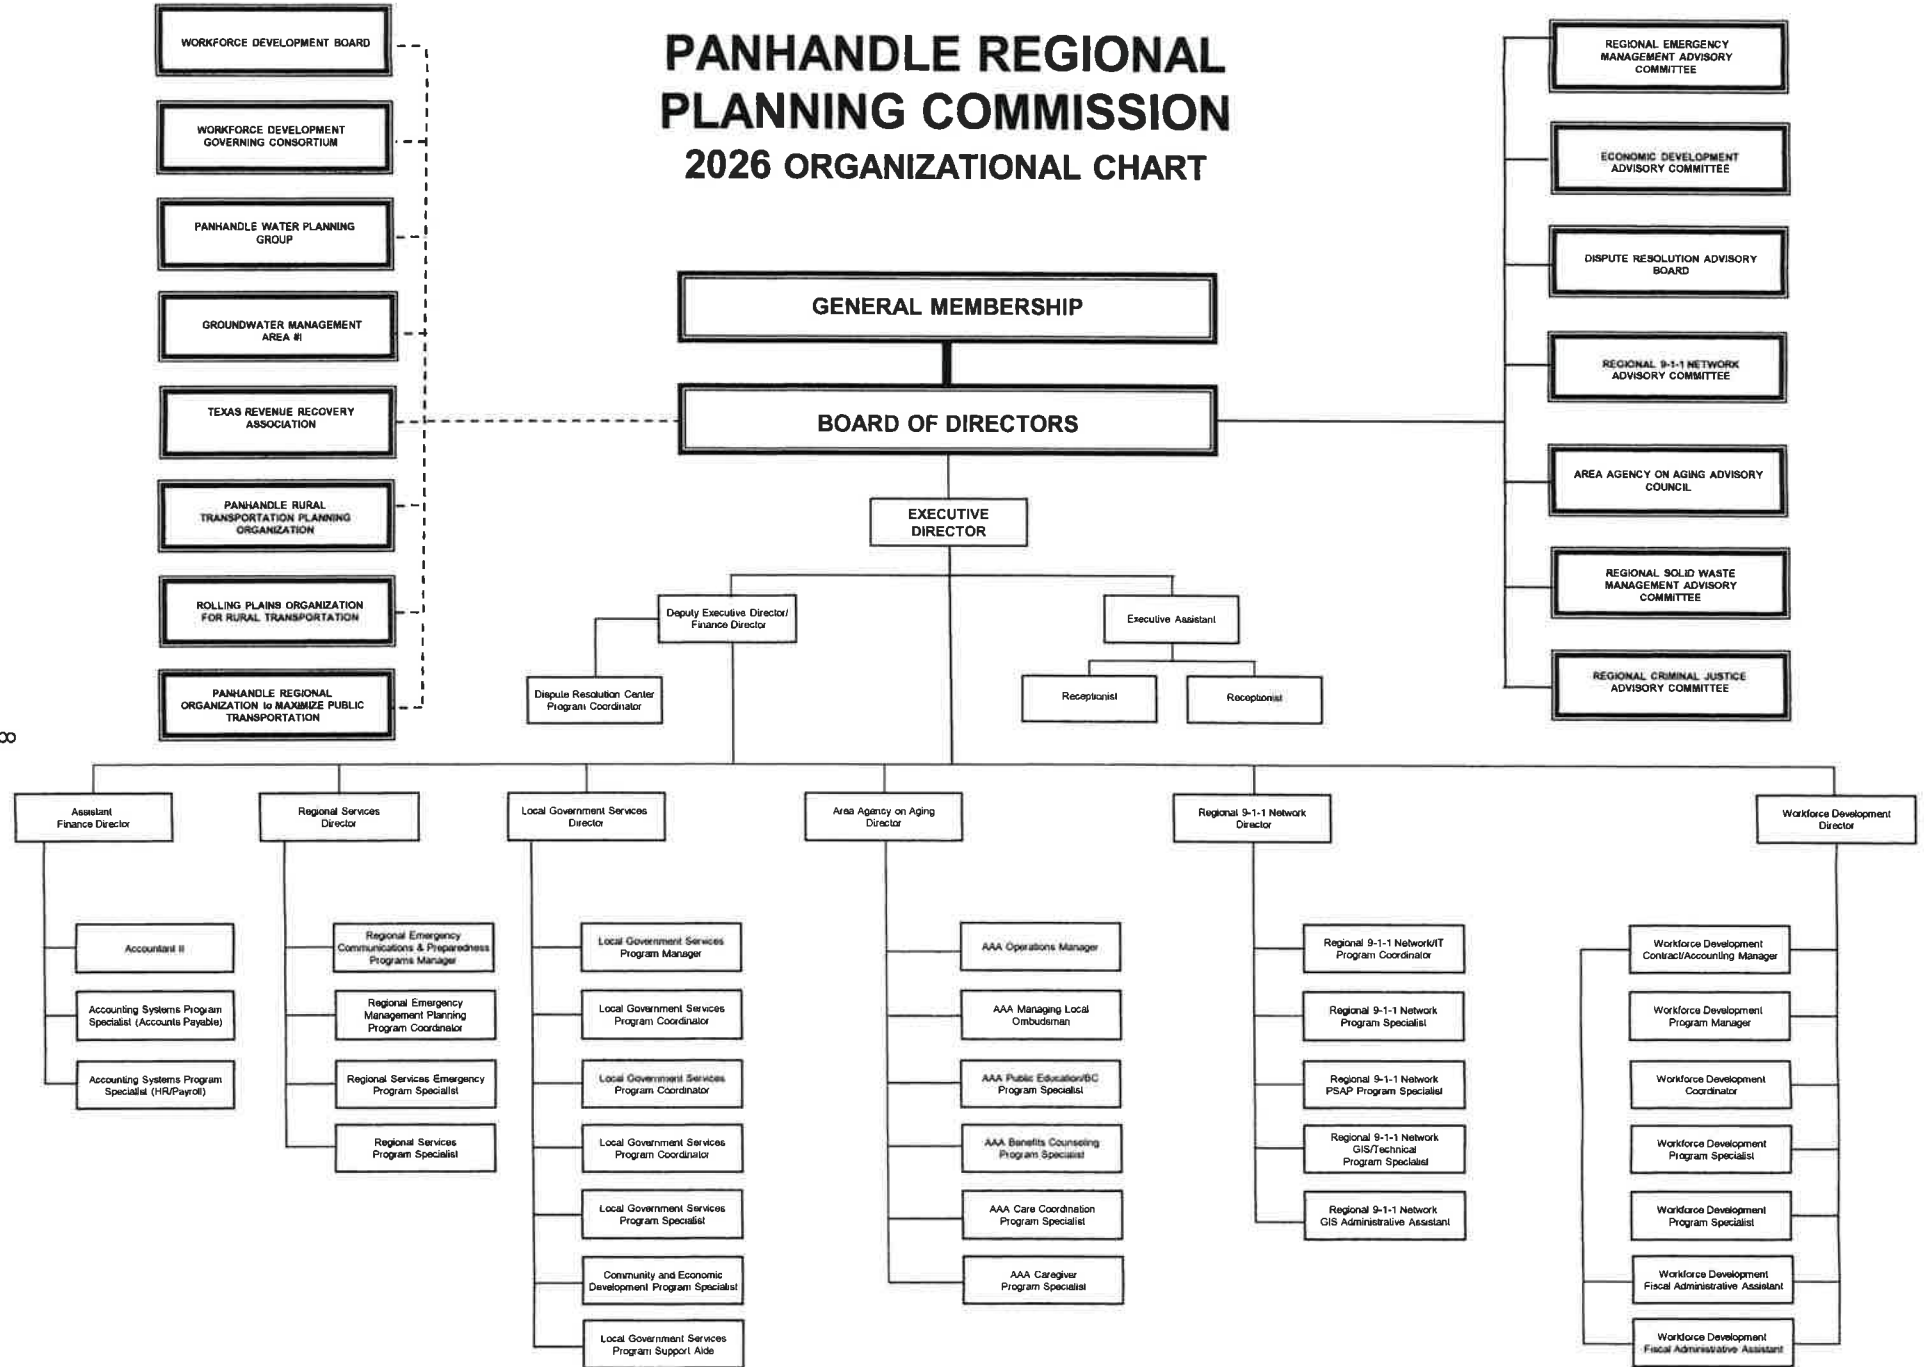 PANHANDLE REGIONAL
PLANNING COMMISSION
2026 ORGANIZATIONAL CHART
WORKFORCE DEVELOPMENT BOARD
WORKFORCE DEVELOPMENT
GOVERNING CONSORTIUM
PANHANDLE WATER PLANNING
GROUP
GROUNDWATER MANAGEMENT
AREA #I
TEXAS REVENUE RECOVERY
ASSOCIATION
PANHANDLE RURAL
TRANSPORTATION PLANNING
ORGANIZATION
ROLLING PLAINS ORGANIZATION
FOR RURAL TRANSPORTATION
PANHANDLE REGIONAL
ORGANIZATION to MAXIMIZE PUBLIC
TRANSPORTATION
GENERAL MEMBERSHIP
BOARD OF DIRECTORS
REGIONAL EMERGENCY
MANAGEMENT ADVISORY
COMMITTEE
ECONOMIC DEVELOPMENT
ADVISORY COMMITTEE
DISPUTE RESOLUTION ADVISORY
BOARD
REGIONAL 9-1-1 NETWORK
ADVISORY COMMITTEE
AREA AGENCY ON AGING ADVISORY
COUNCIL
REGIONAL SOLID WASTE
MANAGEMENT ADVISORY
COMMITTEE
REGIONAL CRIMINAL JUSTICE
ADVISORY COMMITTEE
EXECUTIVE
DIRECTOR
Deputy Executive Director/
Finance Director
Executive Assistant
Dispute Resolution Center
Program Coordinator
Receptionist
Receptionist
8
Assistant
Finance Director
Accountant II
Accounting Systems Program
Specialist (Accounts Payable)
Accounting Systems Program
Specialist (HR/Payroll)
Regional Services
Director
Regional Emergency
Communications & Preparedness
Programs Manager
Regional Emergency
Management Planning
Program Coordinator
Regional Services Emergency
Program Specialist
Regional Services
Program Specialist
Local Government Services
Director
Local Government Services
Program Manager
Local Government Services
Program Coordinator
Local Government Services
Program Coordinator
Local Government Services
Program Coordinator
Local Government Services
Program Specialist
Community and Economic
Development Program Specialist
Local Government Services
Program Support Aide
Area Agency on Aging
Director
AAA Operations Manager
AAA Managing Local
Ombudsman
AAA Public Education/BC
Program Specialist
AAA Benefits Counseling
Program Specialist
AAA Care Coordination
Program Specialist
AAA Caregiver
Program Specialist
Regional 9-1-1 Network
Director
Regional 9-1-1 Network/IT
Program Coordinator
Regional 9-1-1 Network
Program Specialist
Regional 9-1-1 Network
PSAP Program Specialist
Regional 9-1-1 Network
GIS/Technical
Program Specialist
Regional 9-1-1 Network
GIS Administrative Assistant
Workforce Development
Director
Workforce Development
Contract/Accounting Manager
Workforce Development
Program Manager
Workforce Development
Coordinator
Workforce Development
Program Specialist
Workforce Development
Program Specialist
Workforce Development
Fiscal Administrative Assistant
Workforce Development
Fiscal Administrative Assistant